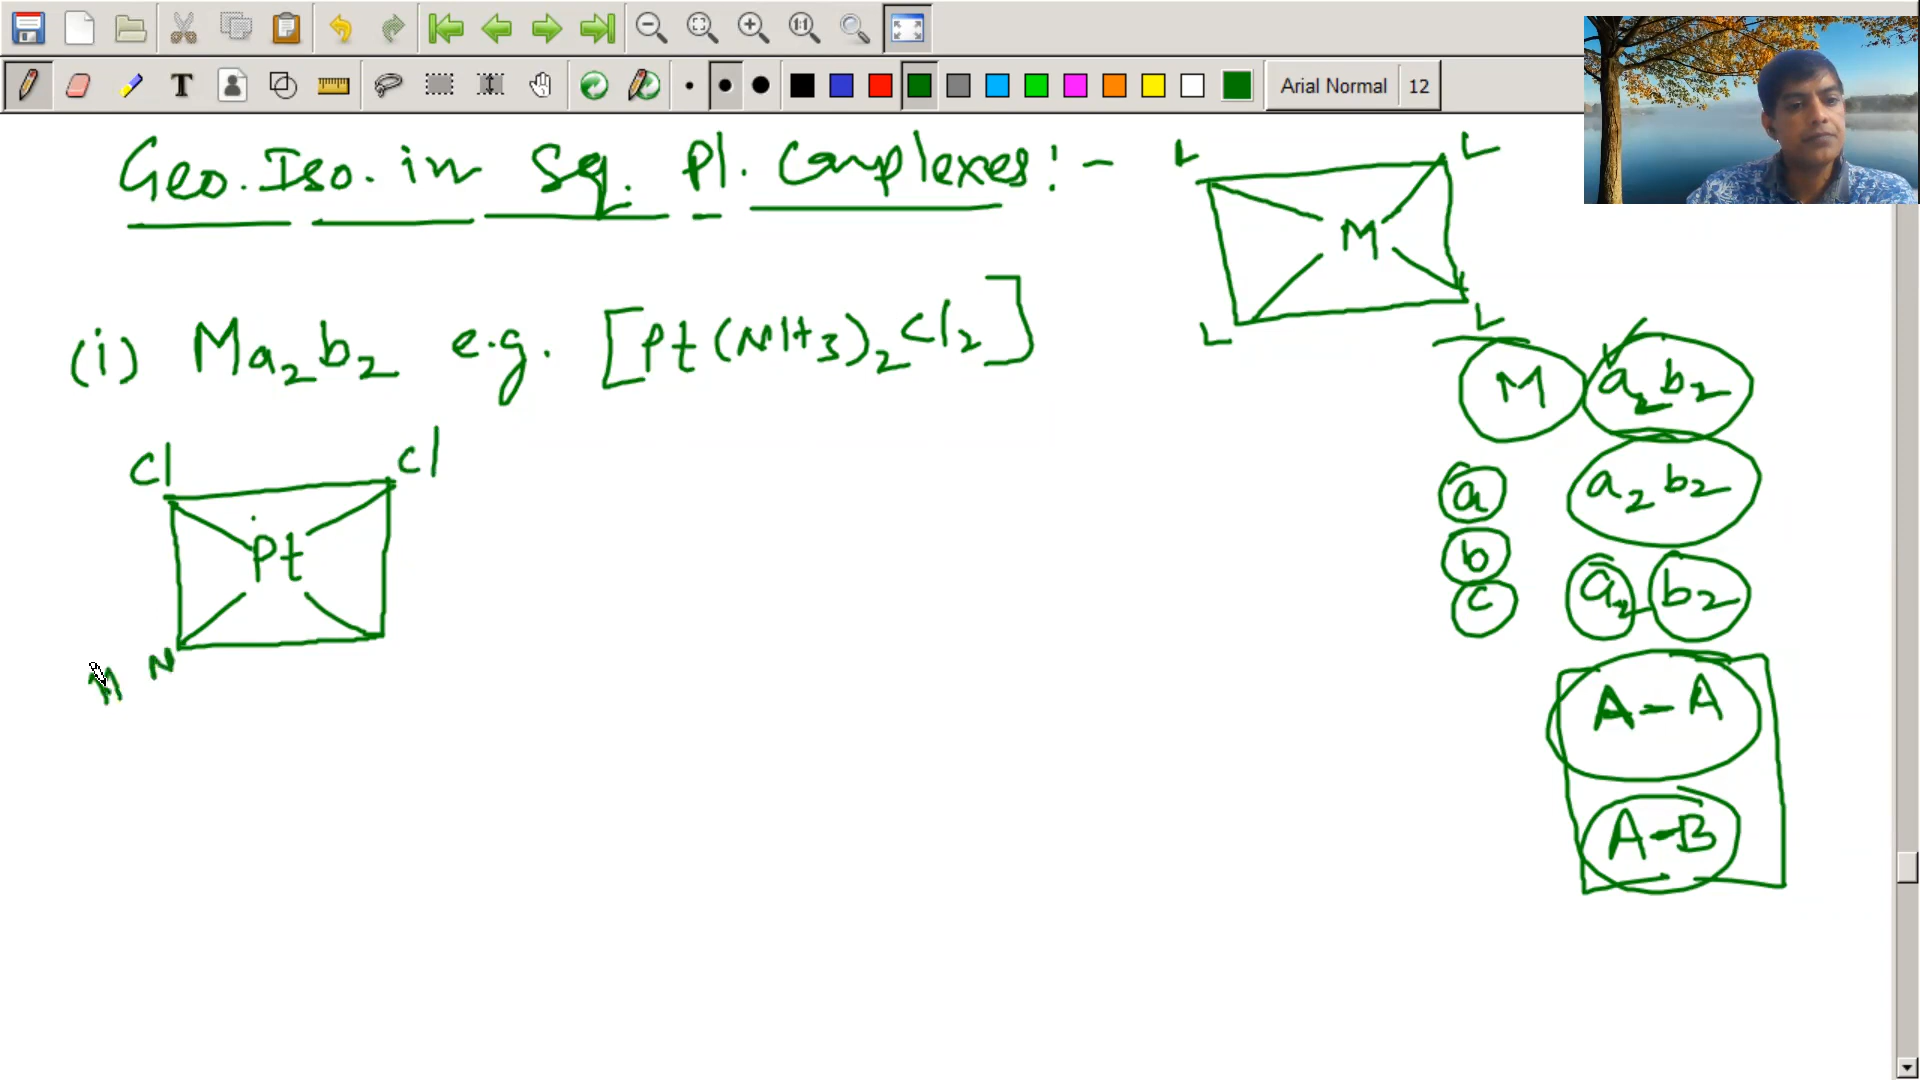 Arial Normal 12
Geo. Iso. in Sq. Pl. Complexes:-
L L
M
L L
(i) Ma2b2 e.g. [Pt(NH3)2Cl2]
M a2b2
Cl Cl
Pt
H N
a a2b2
b
c a2 b2
A-A
A-B